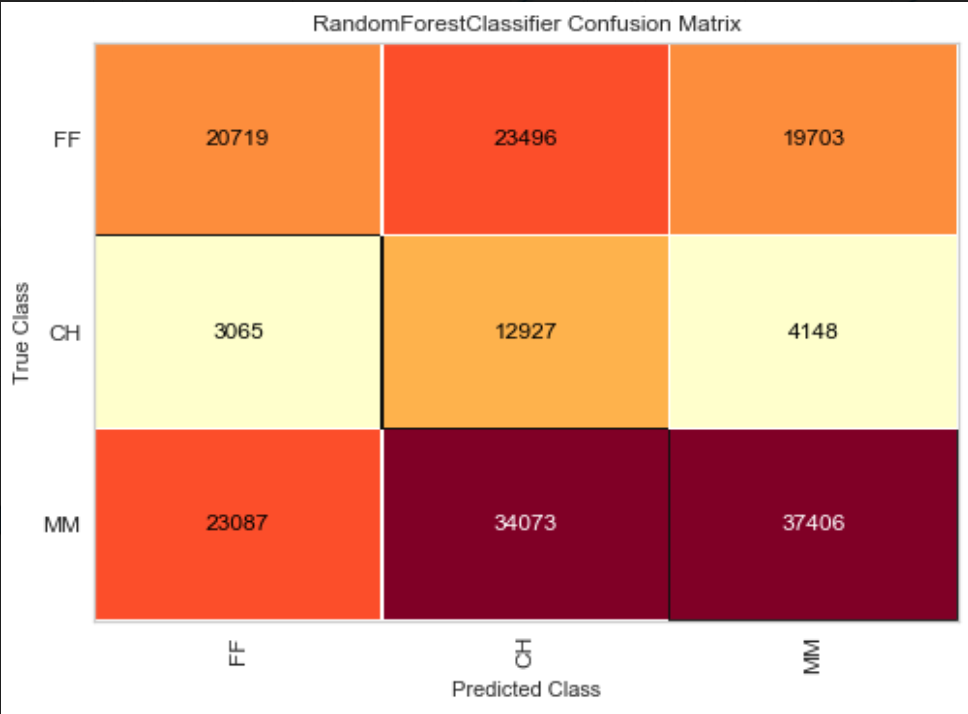 RandomForestClassifier Confusion Matrix
True Class
FF
20719
23496
19703
CH
3065
12927
4148
MM
23087
34073
37406
FF
CH
MM
Predicted Class